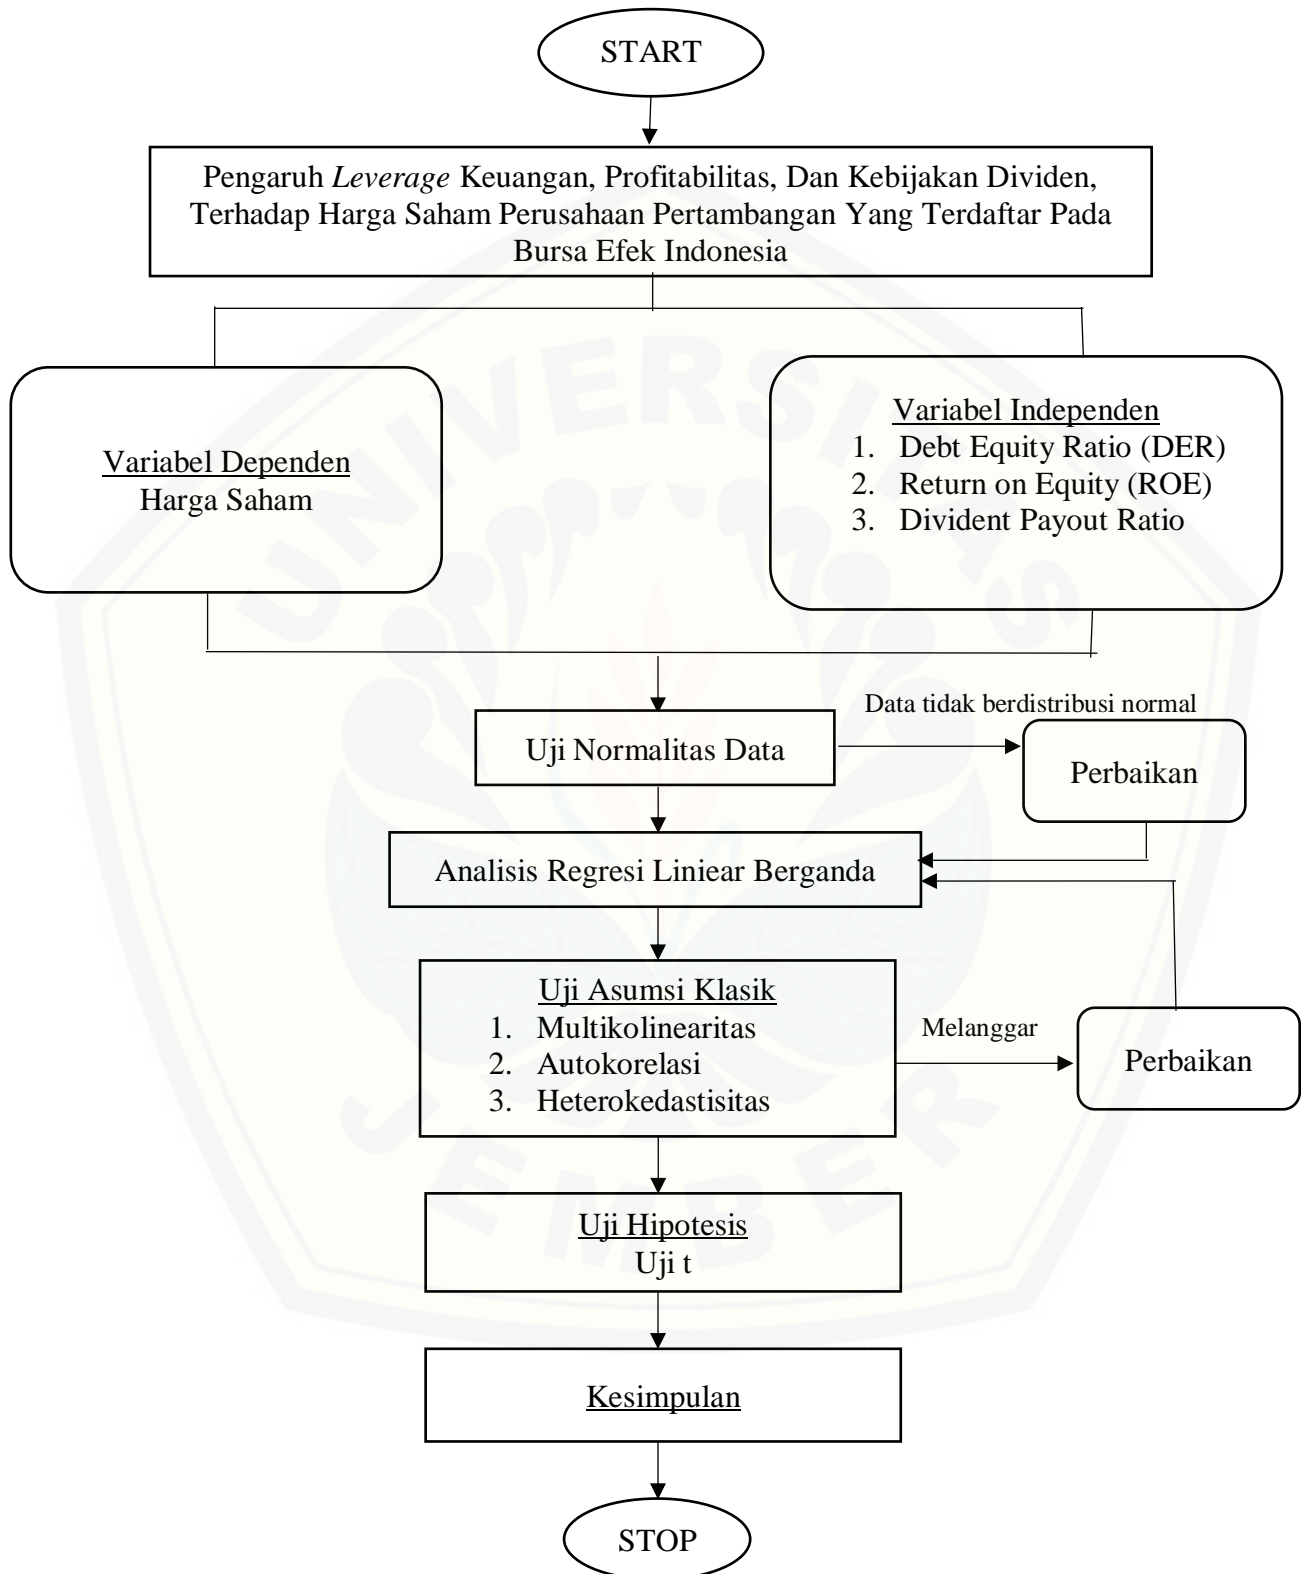 START
Pengaruh Leverage Keuangan, Profitabilitas, Dan Kebijakan Dividen,
Terhadap Harga Saham Perusahaan Pertambangan Yang Terdaftar Pada
Bursa Efek Indonesia
Variabel Dependen
Harga Saham
Variabel Independen
1. Debt Equity Ratio (DER)
2. Return on Equity (ROE)
3. Divident Payout Ratio
Data tidak berdistribusi normal
Uji Normalitas Data
Perbaikan
Analisis Regresi Liniear Berganda
Uji Asumsi Klasik
1. Multikolinearitas
2. Autokorelasi
3. Heterokedastisitas
Melanggar
Perbaikan
Uji Hipotesis
Uji t
Kesimpulan
STOP
UNIVERSITAS
JEMBER